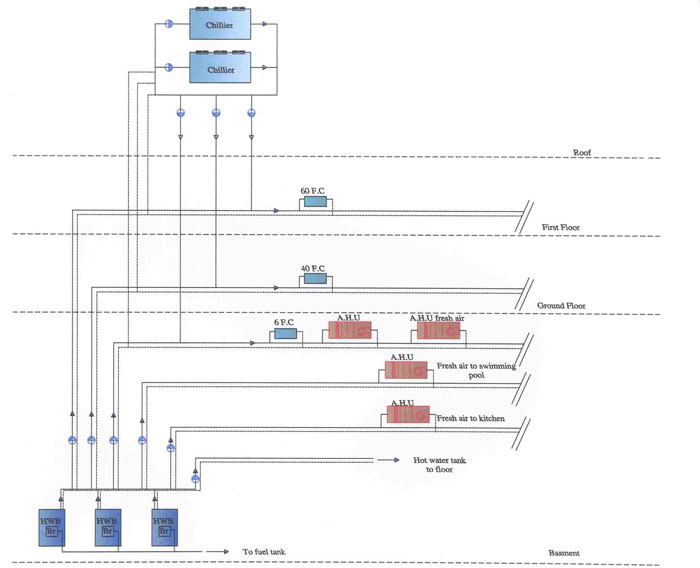 Chillier
Chillier
Roof
60 F.C
First Floor
40 F.C
Ground Floor
6 F.C
A.H.U
A.H.U fresh air
A.H.U
Fresh air to swimming
pool
A.H.U
Fresh air to kitchen
Hot water tank
to floor
HWB
Br
HWB
Br
HWB
Br
To fuel tank
Basment